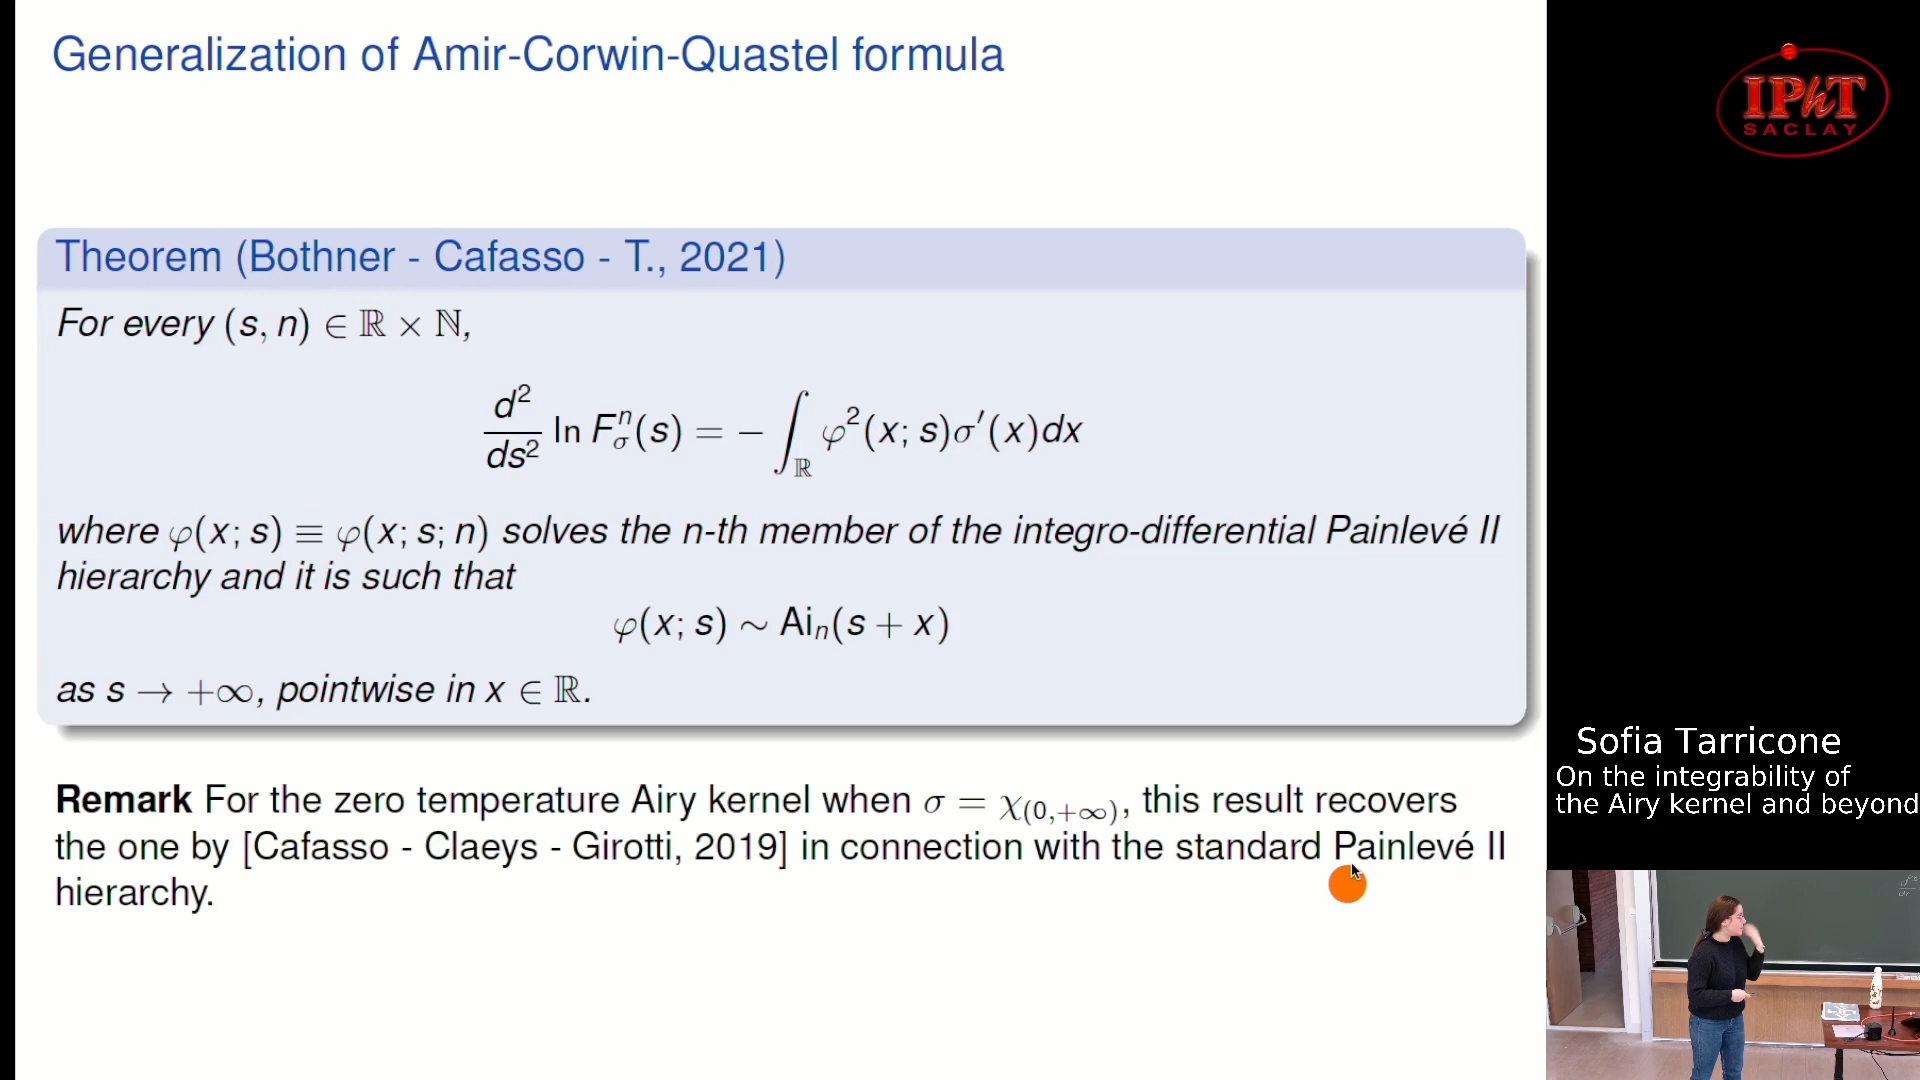 Generalization of Amir-Corwin-Quastel formula
Theorem (Bothner - Cafasso - T., 2021)
For every (s, n) ∈ ℝ × ℕ,
d²/ds² ln Fσⁿ(s) = − ∫_ℝ φ²(x; s)σ′(x)dx
where φ(x; s) ≡ φ(x; s; n) solves the n-th member of the integro-differential Painlevé II
hierarchy and it is such that
φ(x; s) ∼ Aiₙ(s + x)
as s → +∞, pointwise in x ∈ ℝ.
Remark For the zero temperature Airy kernel when σ = χ₍₀,₊∞₎, this result recovers
the one by [Cafasso - Claeys - Girotti, 2019] in connection with the standard Painlevé II
hierarchy.
IPhT
SACLAY
Sofia Tarricone
On the integrability of
the Airy kernel and beyond